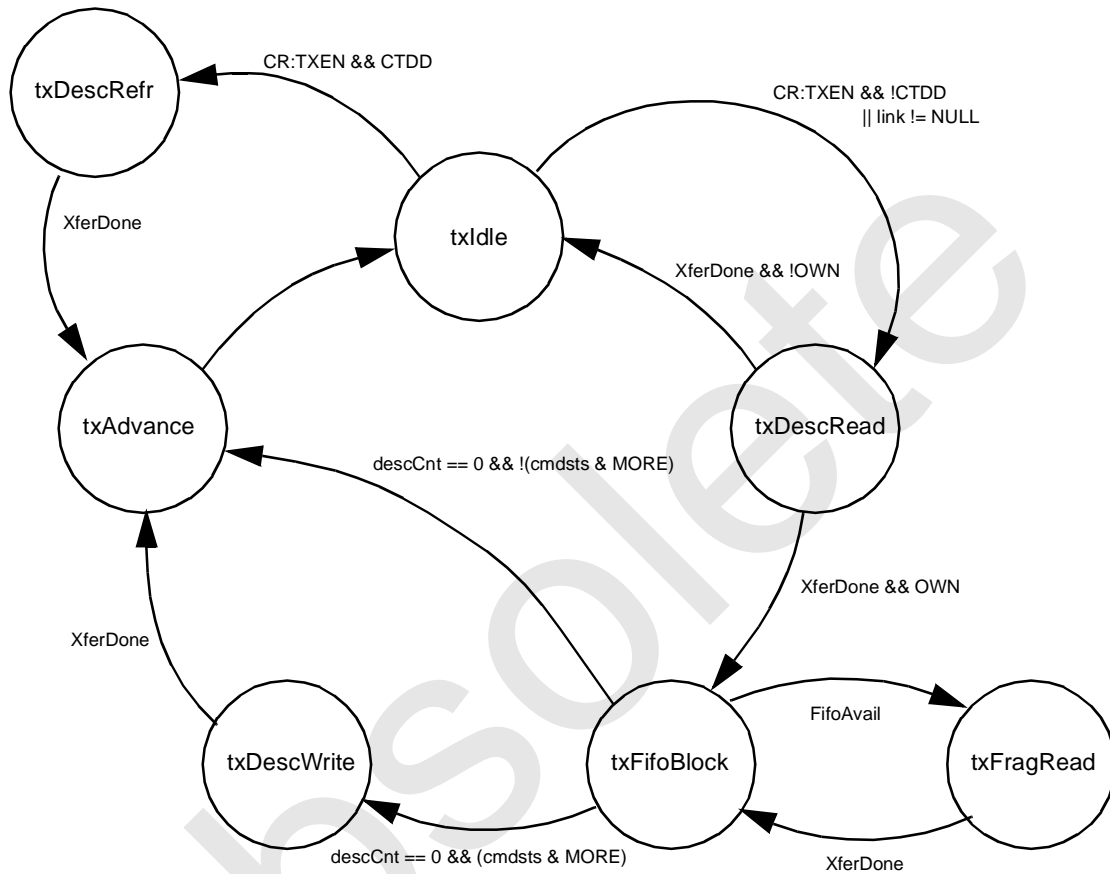 CR:TXEN && CTDD
txDescRefr
CR:TXEN && !CTDD
|| link != NULL
XferDone
txIdle
XferDone && !OWN
txAdvance
txDescRead
descCnt == 0 && !(cmdsts & MORE)
XferDone && OWN
XferDone
FifoAvail
txDescWrite
txFifoBlock
txFragRead
descCnt == 0 && (cmdsts & MORE)
XferDone
bsolete